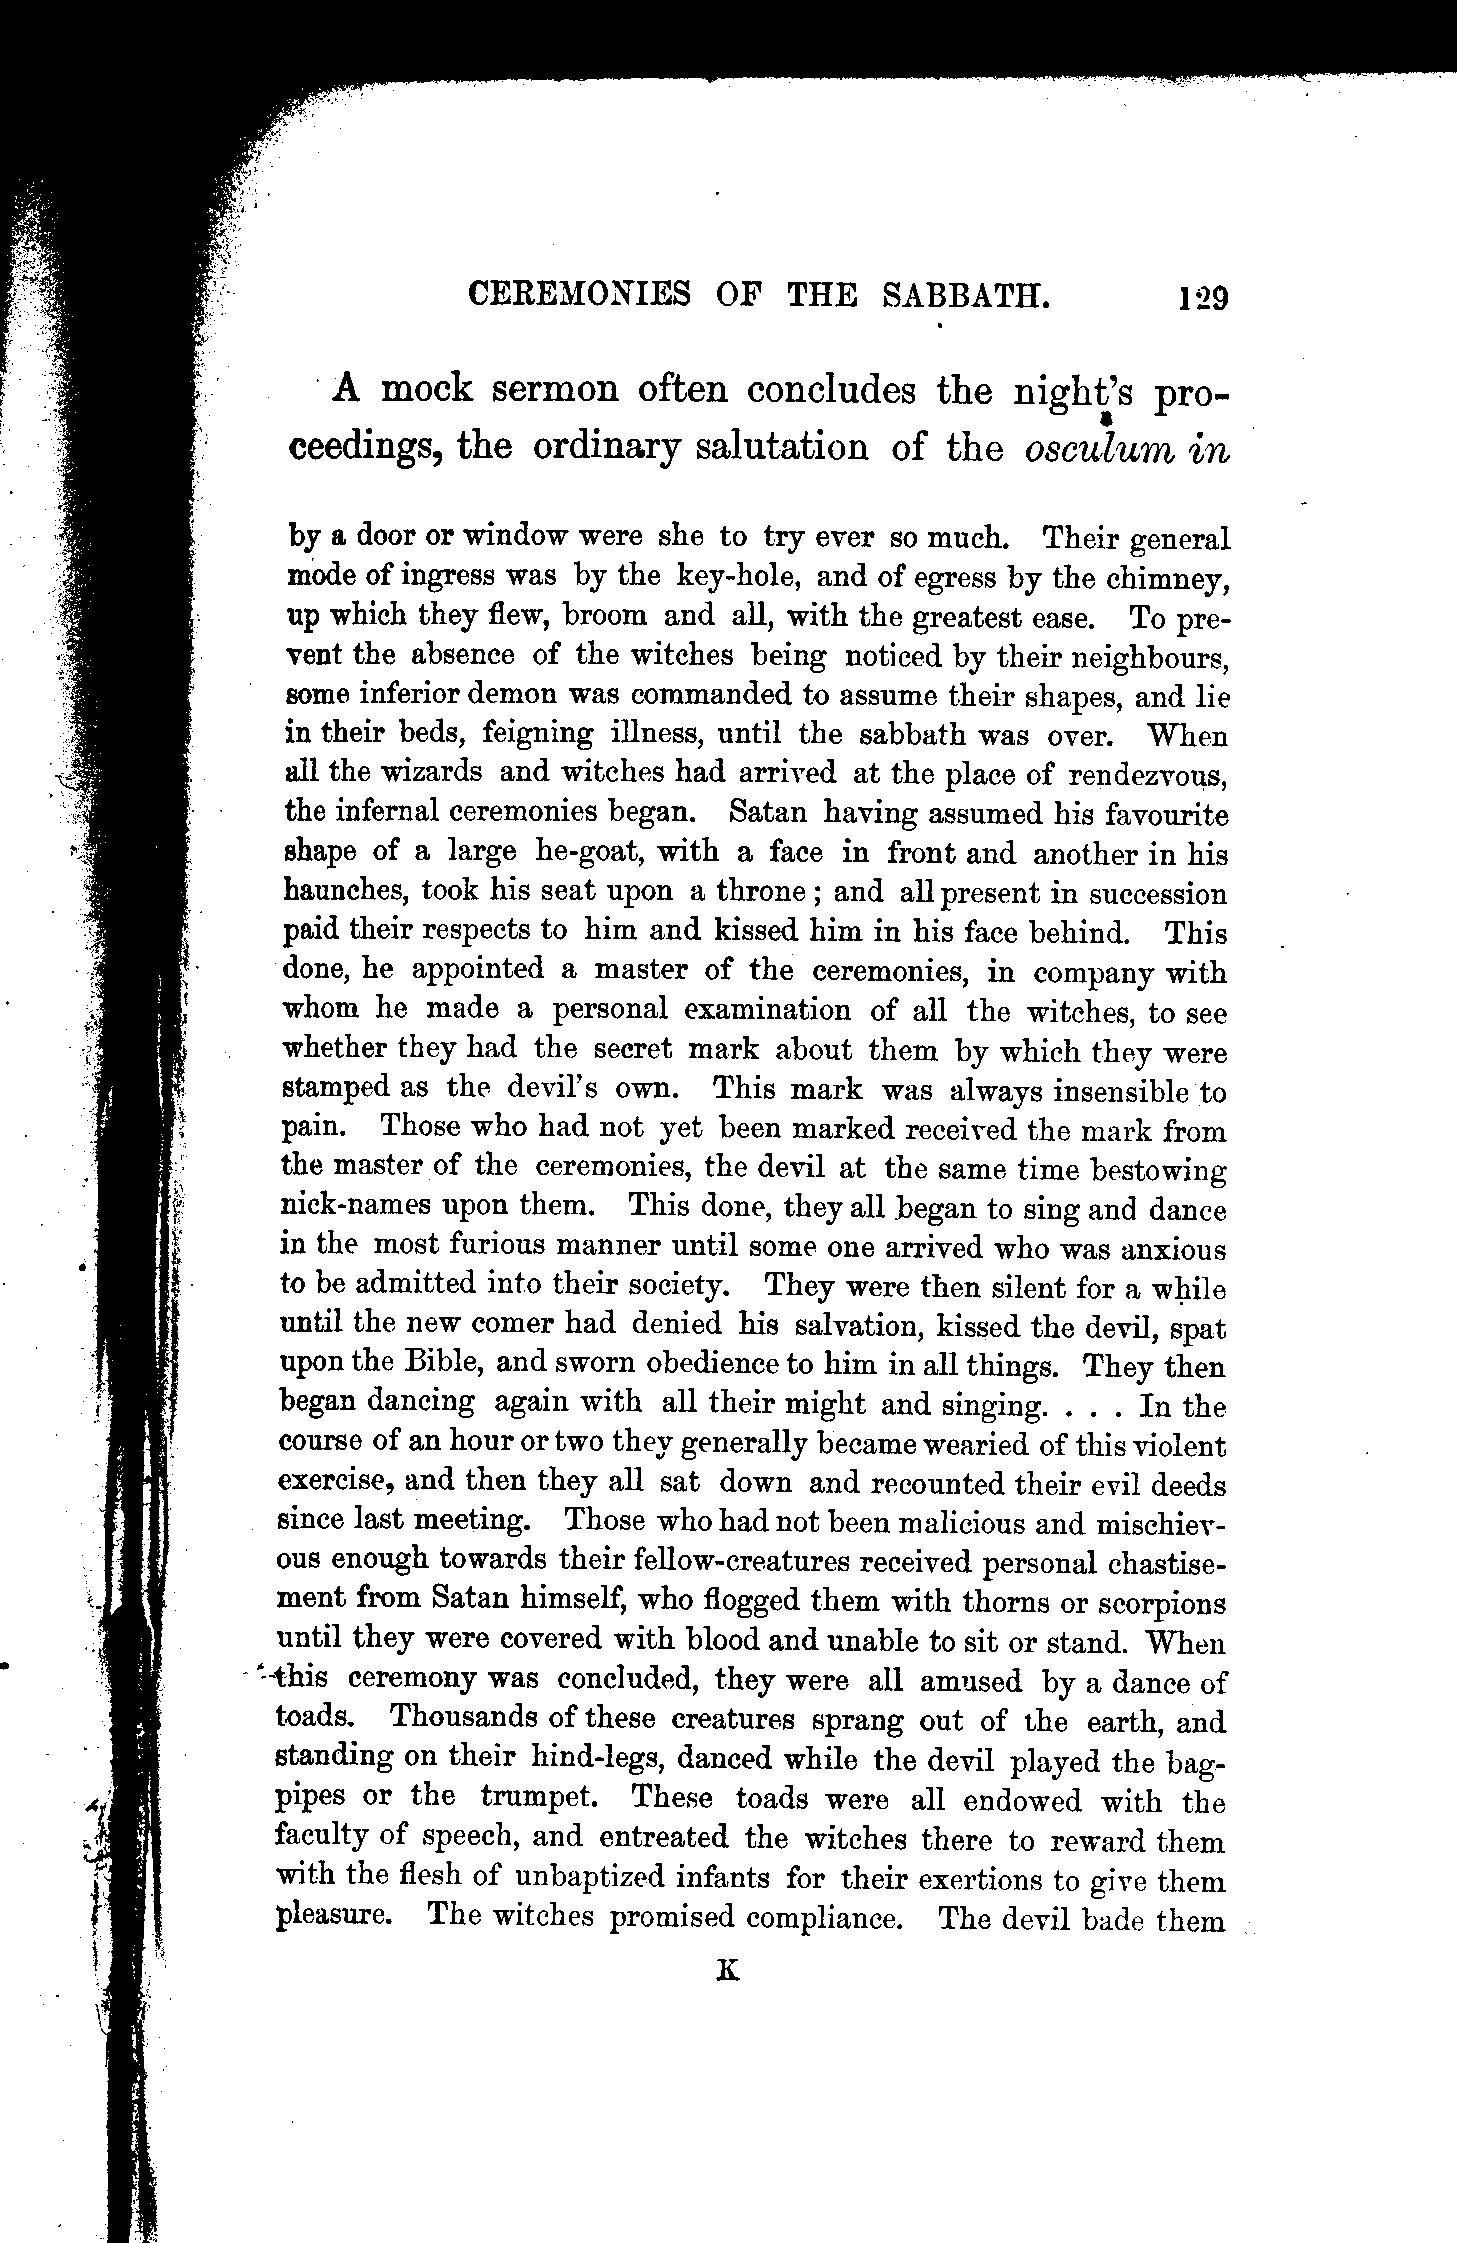 CEREMONIES OF THE SABBATH. 129
A mock sermon often concludes the night's pro-
ceedings, the ordinary salutation of the osculum in
by a door or window were she to try ever so much. Their general
mode of ingress was by the key-hole, and of egress by the chimney,
up which they flew, broom and all, with the greatest ease. To pre-
vent the absence of the witches being noticed by their neighbours,
some inferior demon was commanded to assume their shapes, and lie
in their beds, feigning illness, until the sabbath was over. When
all the wizards and witches had arrived at the place of rendezvous,
the infernal ceremonies began. Satan having assumed his favourite
shape of a large he-goat, with a face in front and another in his
haunches, took his seat upon a throne; and all present in succession
paid their respects to him and kissed him in his face behind. This
done, he appointed a master of the ceremonies, in company with
whom he made a personal examination of all the witches, to see
whether they had the secret mark about them by which they were
stamped as the devil's own. This mark was always insensible to
pain. Those who had not yet been marked received the mark from
the master of the ceremonies, the devil at the same time bestowing
nick-names upon them. This done, they all began to sing and dance
in the most furious manner until some one arrived who was anxious
to be admitted into their society. They were then silent for a while
until the new comer had denied his salvation, kissed the devil, spat
upon the Bible, and sworn obedience to him in all things. They then
began dancing again with all their might and singing. . . . In the
course of an hour or two they generally became wearied of this violent
exercise, and then they all sat down and recounted their evil deeds
since last meeting. Those who had not been malicious and mischiev-
ous enough towards their fellow-creatures received personal chastise-
ment from Satan himself, who flogged them with thorns or scorpions
until they were covered with blood and unable to sit or stand. When
this ceremony was concluded, they were all amused by a dance of
toads. Thousands of these creatures sprang out of the earth, and
standing on their hind-legs, danced while the devil played the bag-
pipes or the trumpet. These toads were all endowed with the
faculty of speech, and entreated the witches there to reward them
with the flesh of unbaptized infants for their exertions to give them
pleasure. The witches promised compliance. The devil bade them
K